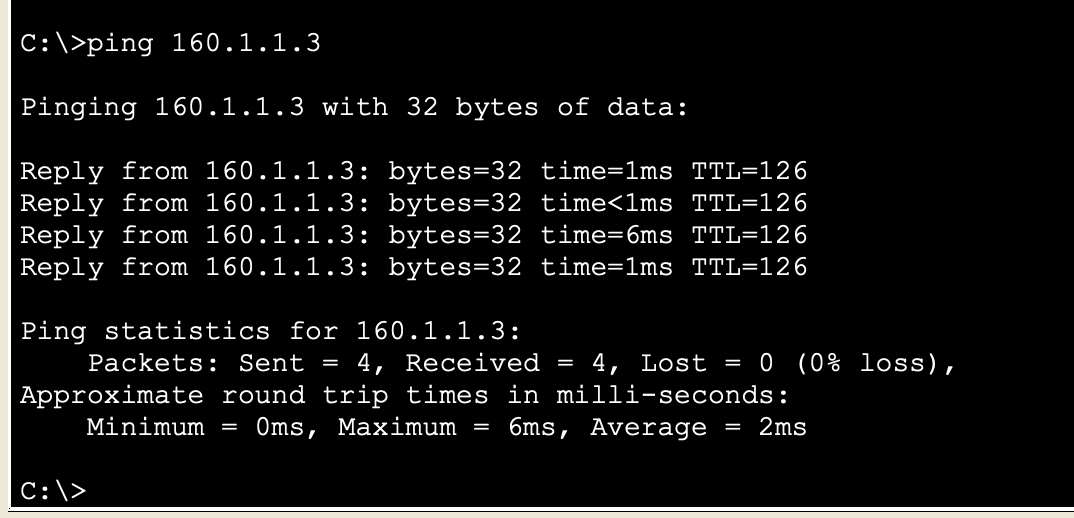 C:\>ping 160.1.1.3
Pinging 160.1.1.3 with 32 bytes of data:
Reply from 160.1.1.3: bytes=32 time=1ms TTL=126
Reply from 160.1.1.3: bytes=32 time<1ms TTL=126
Reply from 160.1.1.3: bytes=32 time=6ms TTL=126
Reply from 160.1.1.3: bytes=32 time=1ms TTL=126
Ping statistics for 160.1.1.3:
    Packets: Sent = 4, Received = 4, Lost = 0 (0% loss),
Approximate round trip times in milli-seconds:
    Minimum = 0ms, Maximum = 6ms, Average = 2ms
C:\>